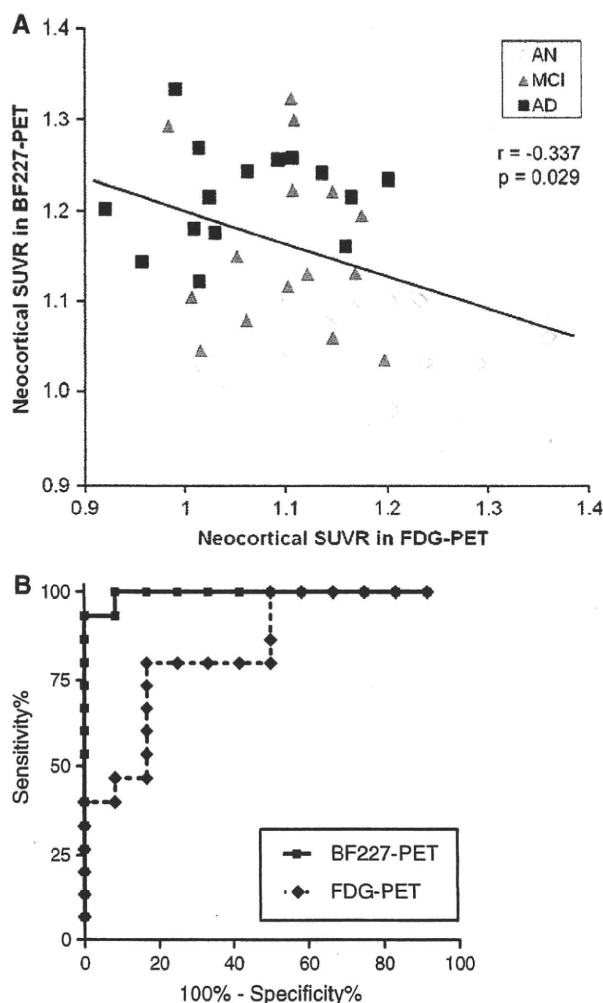 A
1.4
1.3
1.2
1.1
1.0
0.9
0.9 1 1.1 1.2 1.3 1.4
Neocortical SUVR in BF227-PET
Neocortical SUVR in FDG-PET
AN
MCI
AD
r = -0.337
p = 0.029
B
100
75
50
25
0
0 20 40 60 80 100
Sensitivity%
100% - Specificity%
BF227-PET
FDG-PET